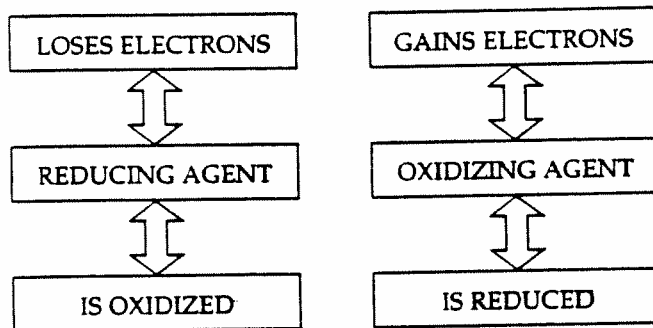 LOSES ELECTRONS
REDUCING AGENT
IS OXIDIZED
GAINS ELECTRONS
OXIDIZING AGENT
IS REDUCED